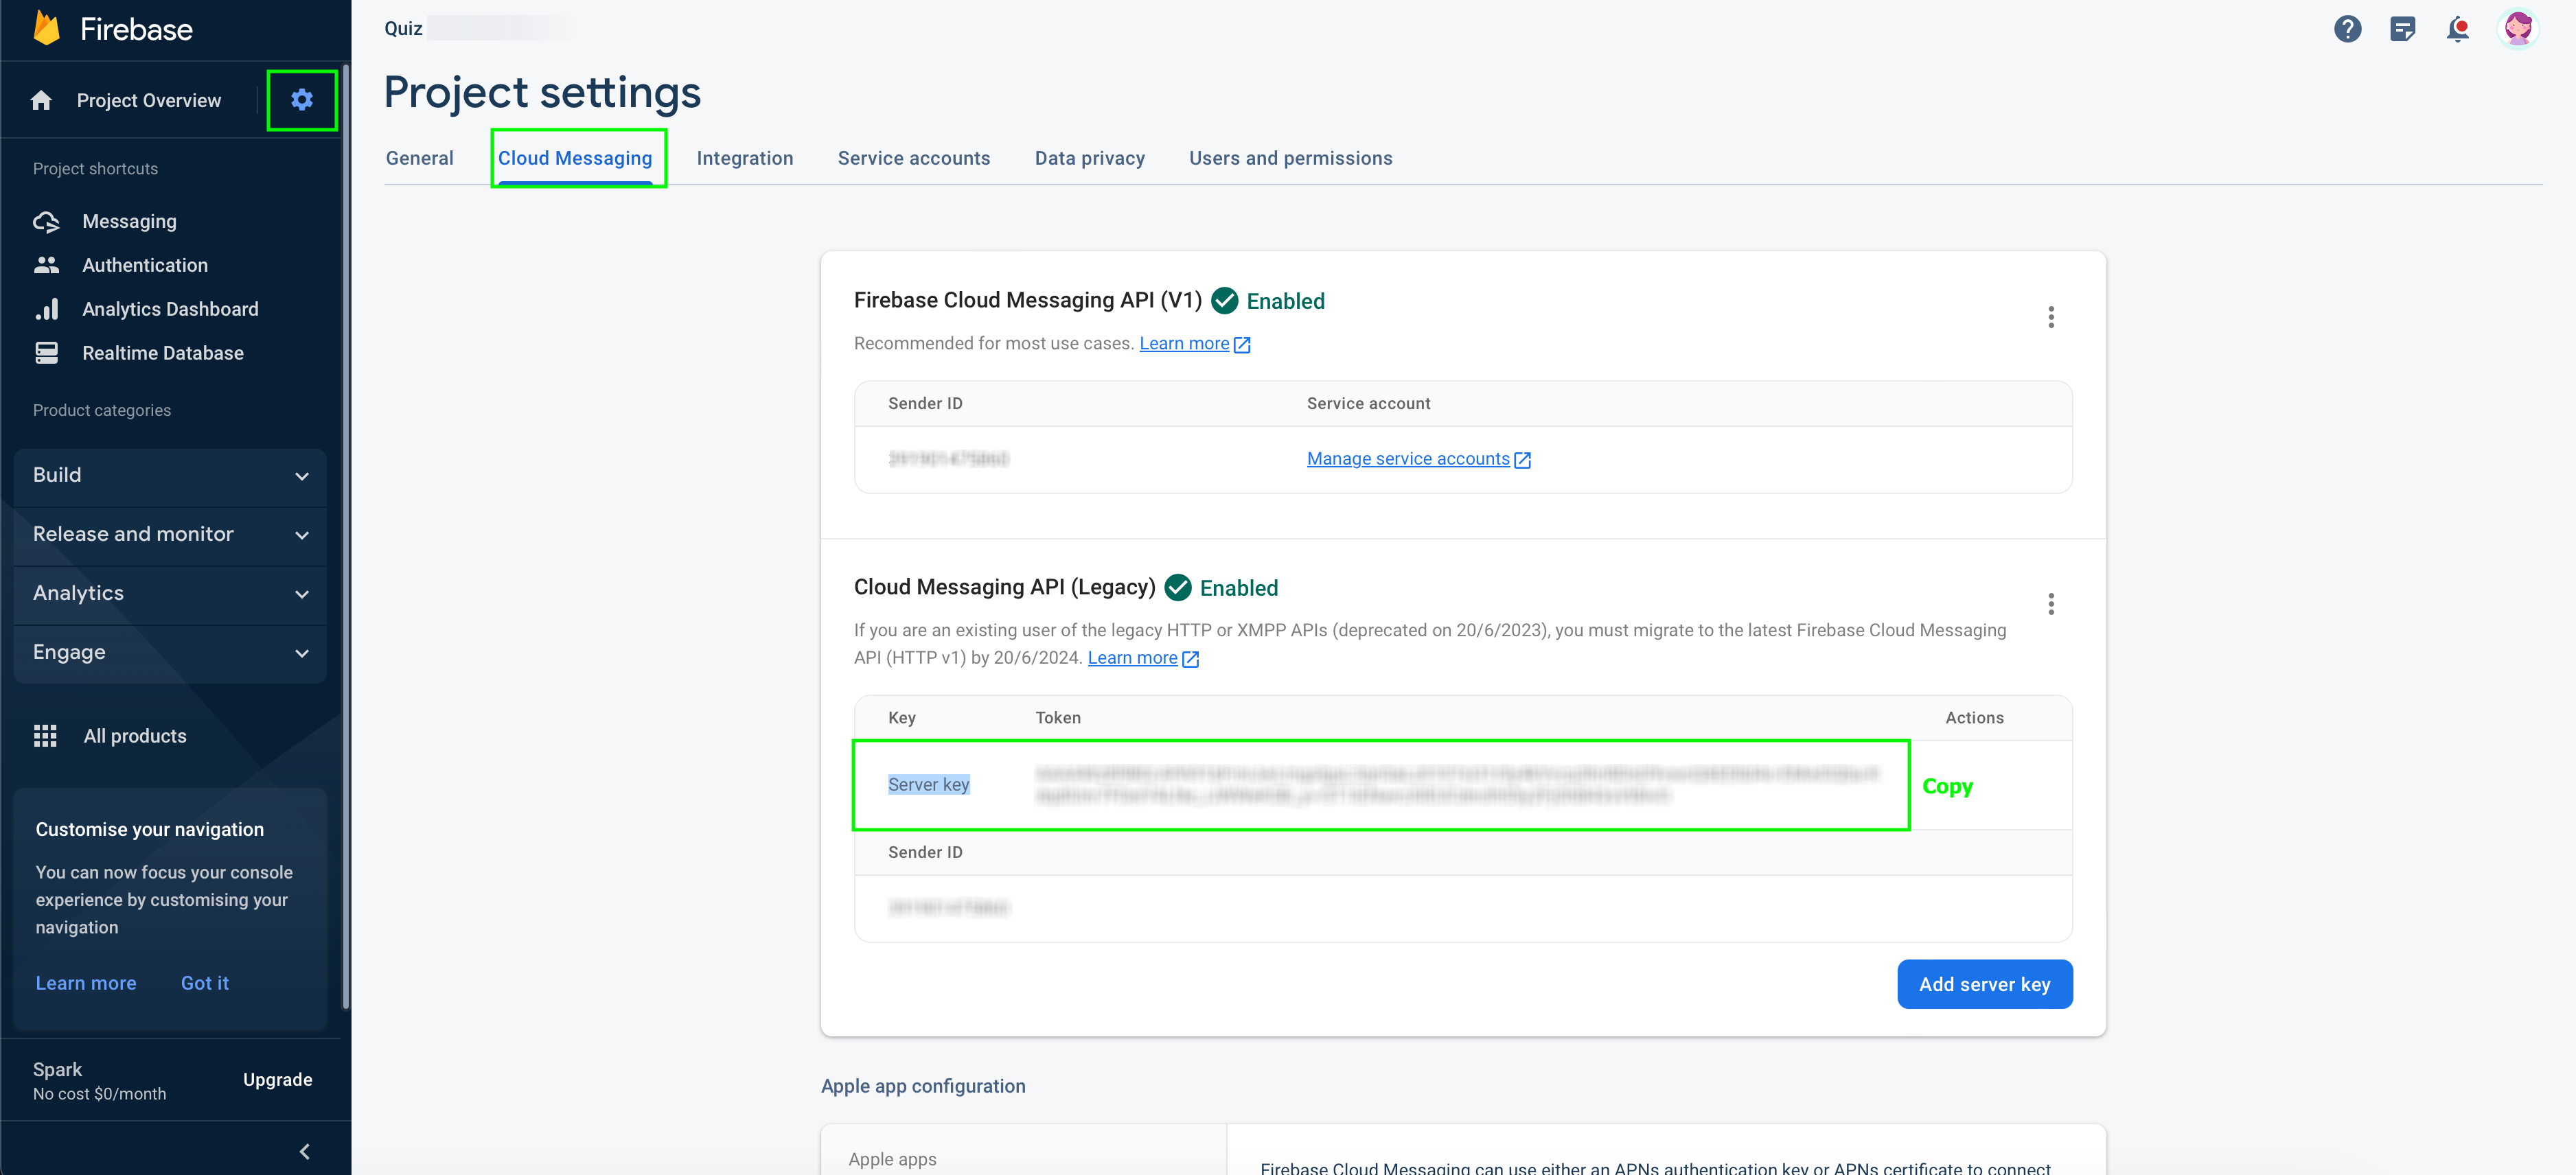 Firebase
Project Overview
Project shortcuts
Messaging
Authentication
Analytics Dashboard
Realtime Database
Product categories
Build
Release and monitor
Analytics
Engage
All products
Customise your navigation
You can now focus your console
experience by customising your
navigation
Learn more Got it
Spark
No cost $0/month
Upgrade
Quiz
Project settings
General Cloud Messaging Integration Service accounts Data privacy Users and permissions
Firebase Cloud Messaging API (V1) Enabled
Recommended for most use cases. Learn more
Sender ID Service account
Manage service accounts
Cloud Messaging API (Legacy) Enabled
If you are an existing user of the legacy HTTP or XMPP APIs (deprecated on 20/6/2023), you must migrate to the latest Firebase Cloud Messaging
API (HTTP v1) by 20/6/2024. Learn more
Key Token Actions
Server key Copy
Sender ID
Add server key
Apple app configuration
Apple apps
Firebase Cloud Messaging can use either an APNs authentication key or APNs certificate to connect